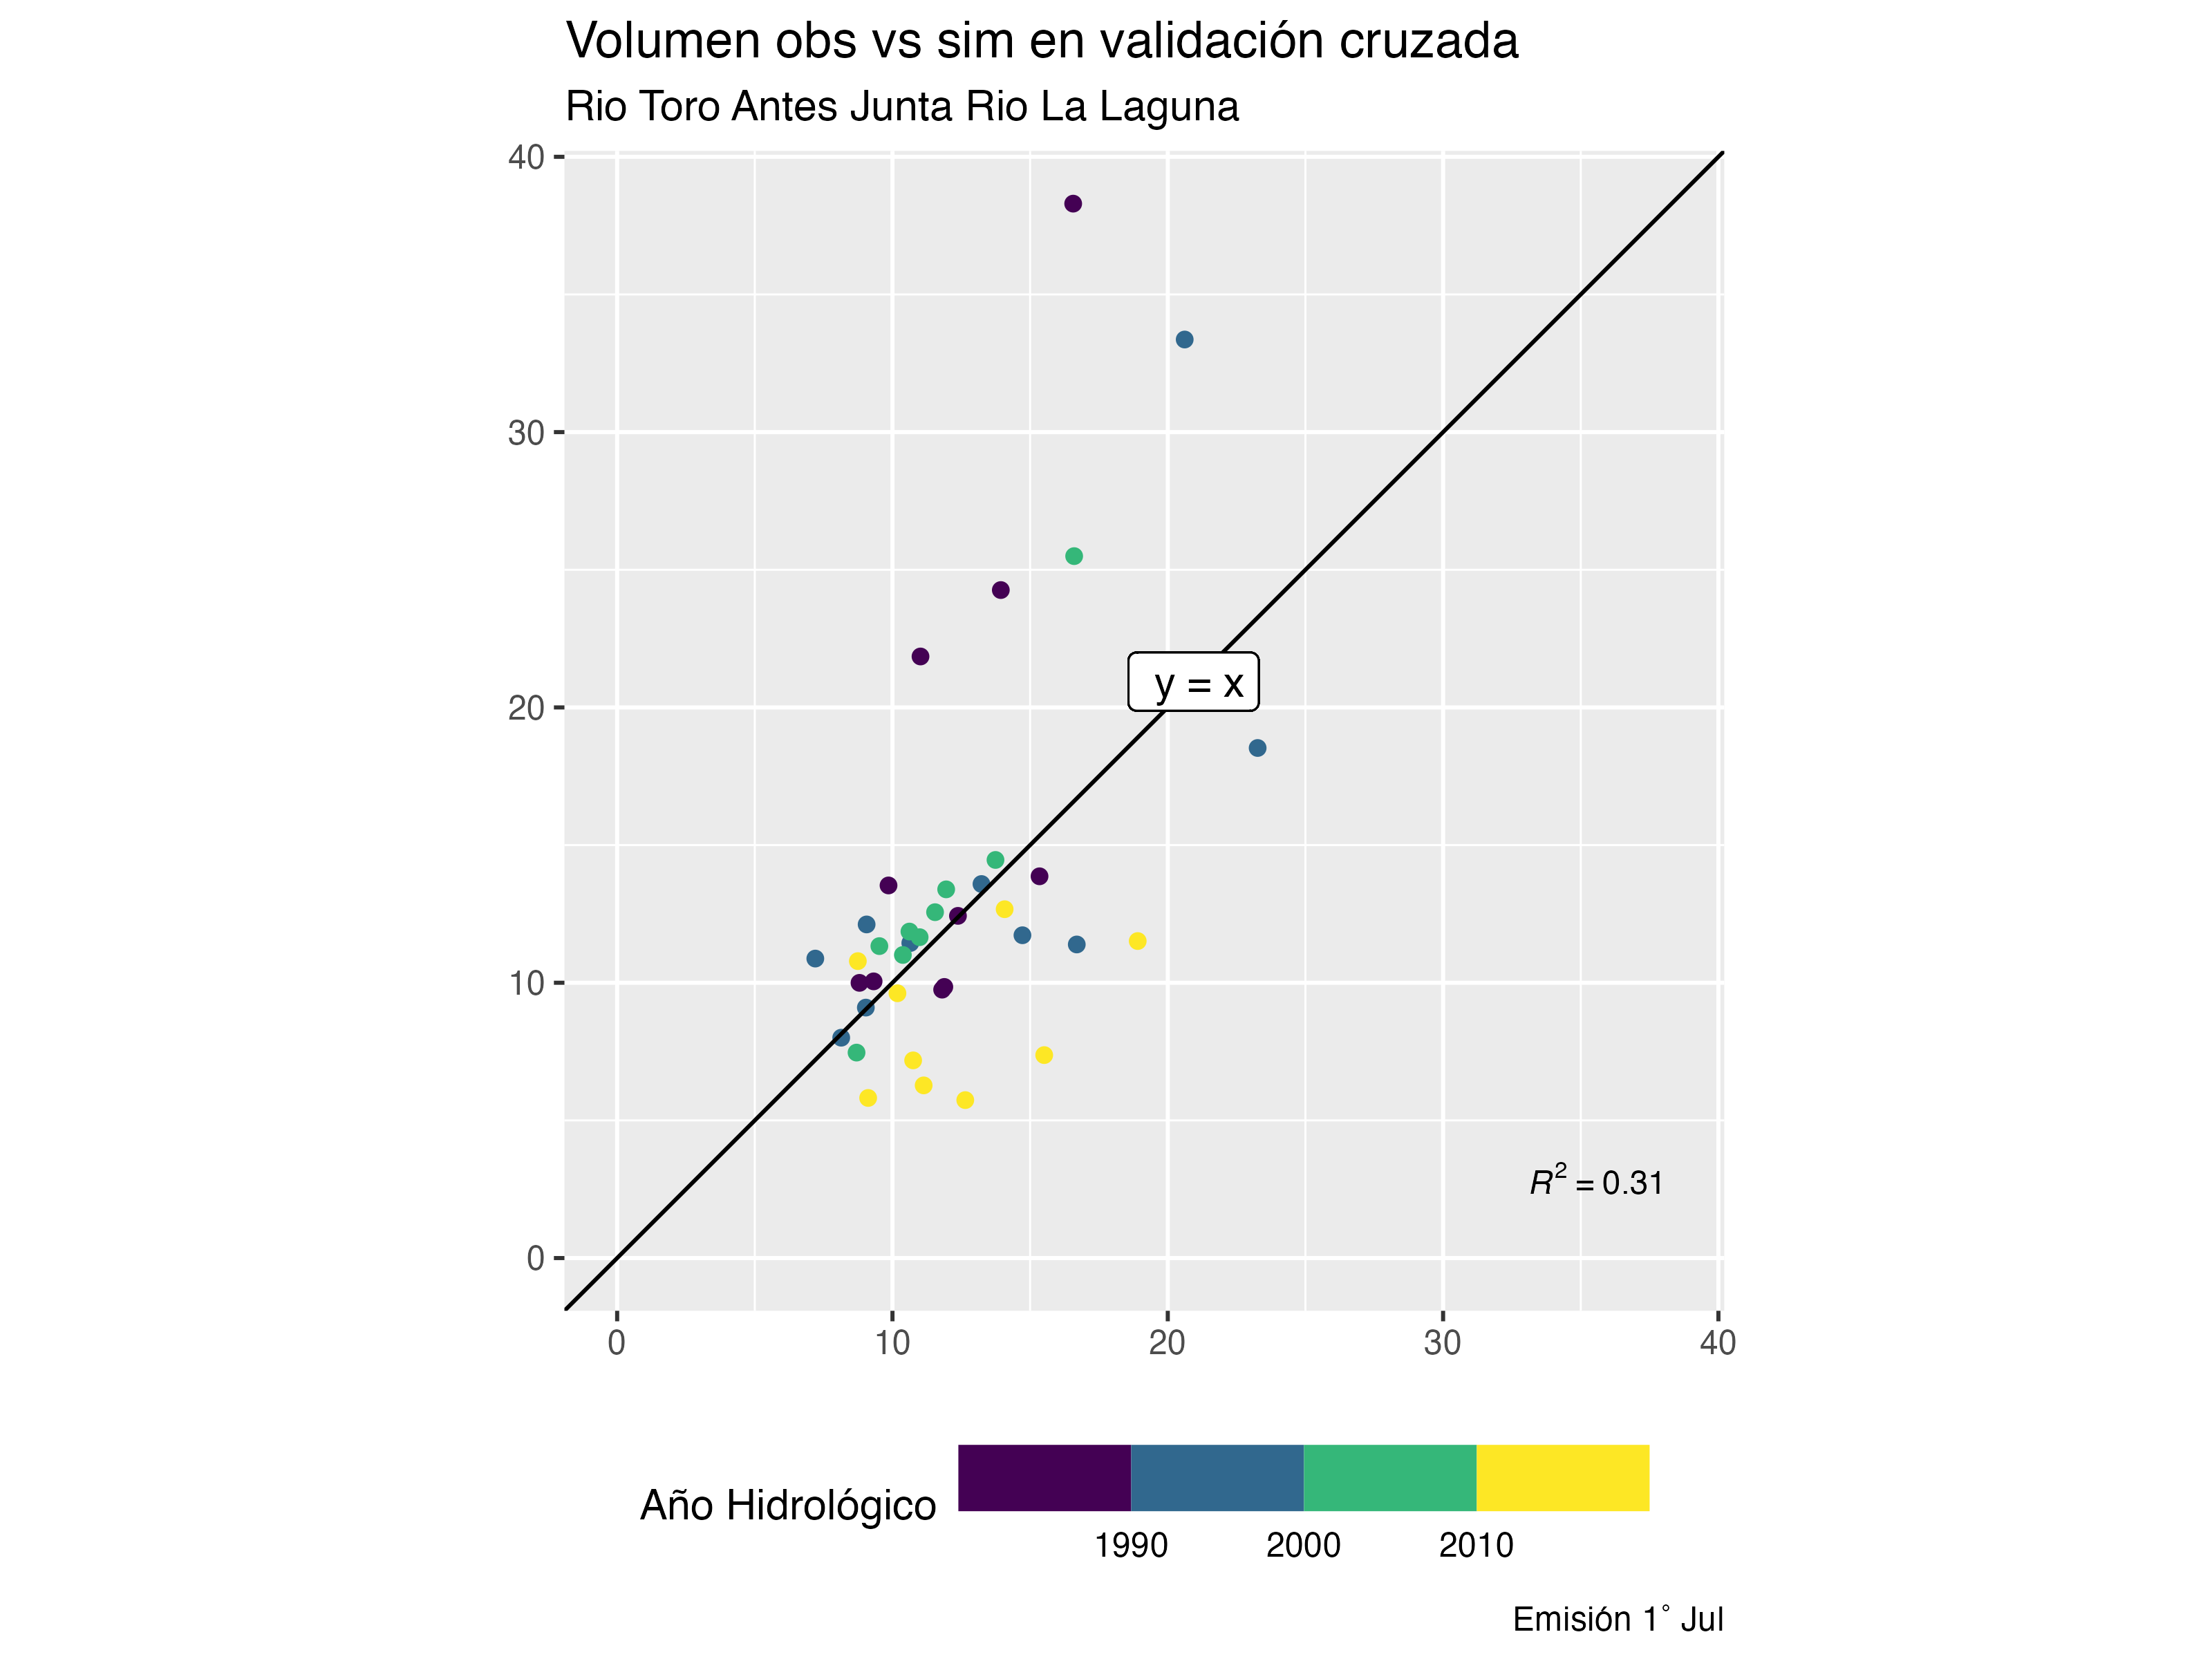 Volumen obs vs sim en validación cruzada
Rio Toro Antes Junta Rio La Laguna
40
30
20
10
0
y = x
R² = 0.31
0 10 20 30 40
Año Hidrológico
1990 2000 2010
Emisión 1° Jul